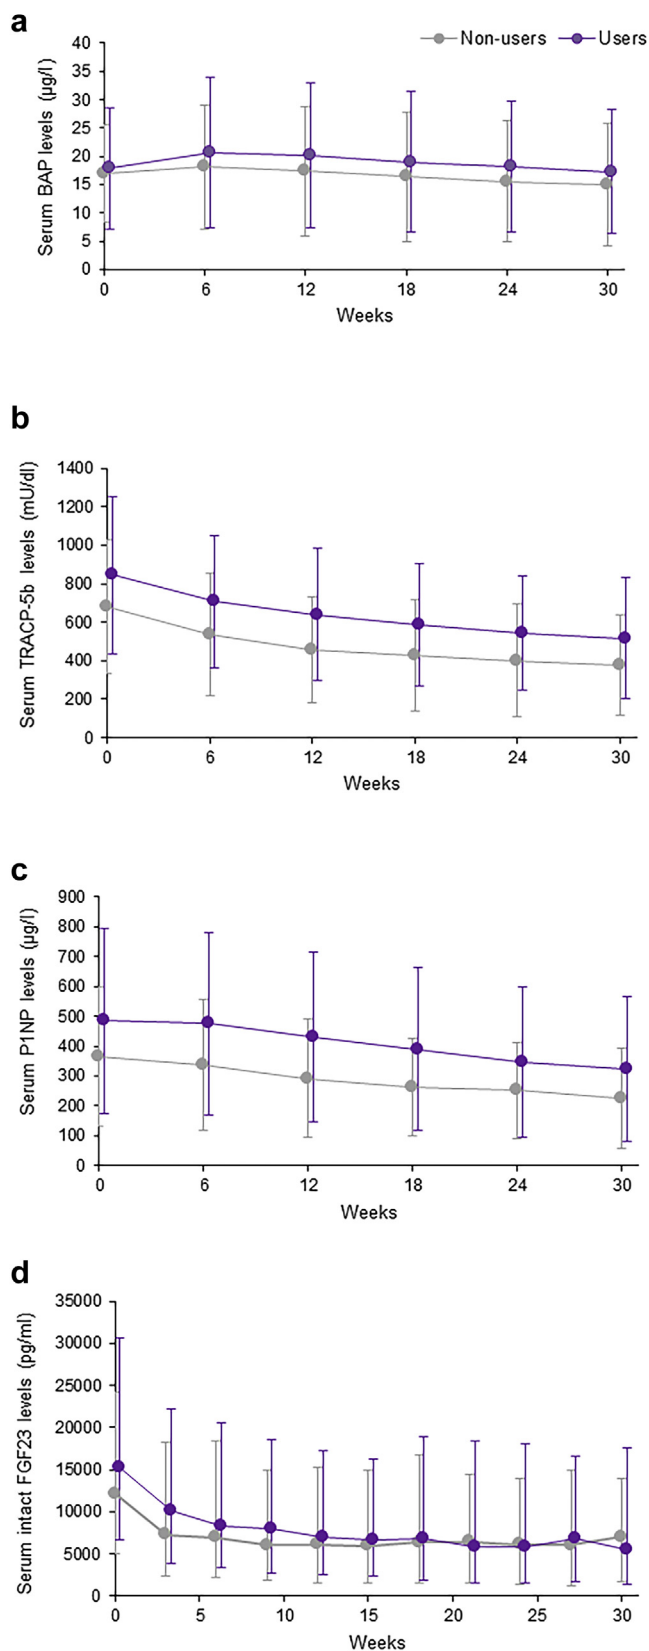 a
Non-users Users
Serum BAP levels (µg/l)
40
35
30
25
20
15
10
5
0
0 6 12 18 24 30
Weeks
b
Serum TRACP-5b levels (mU/dl)
1400
1200
1000
800
600
400
200
0
0 6 12 18 24 30
Weeks
c
Serum P1NP levels (µg/l)
900
800
700
600
500
400
300
200
100
0
0 6 12 18 24 30
Weeks
d
Serum intact FGF23 levels (pg/ml)
35000
30000
25000
20000
15000
10000
5000
0
0 5 10 15 20 25 30
Weeks